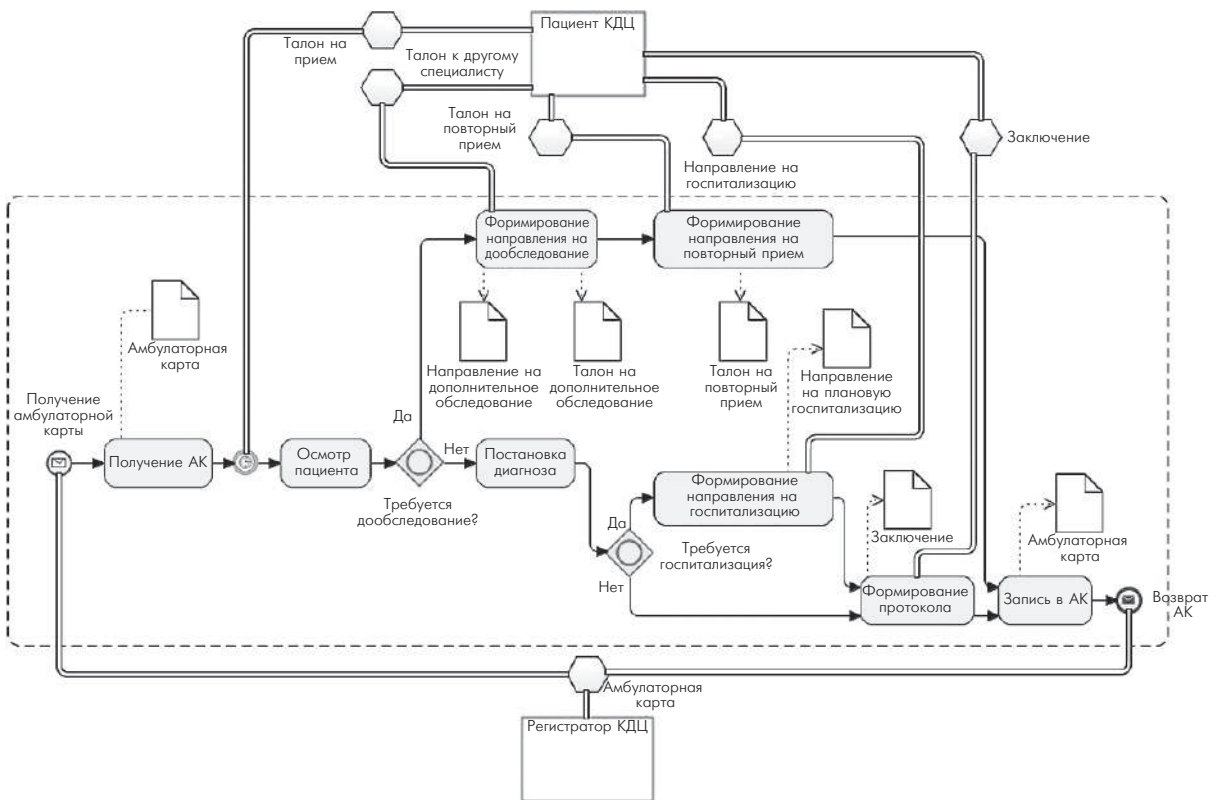 Пациент КДЦ
Талон на
прием
Талон к другому
специалисту
Талон на
повторный
прием
Направление на
госпитализацию
Заключение
Формирование
направления на
дообследование
Формирование
направления на
повторный прием
Амбулаторная
карта
Направление на
дополнительное
обследование
Талон на
дополнительное
обследование
Талон на
повторный
прием
Направление
на плановую
госпитализацию
Получение
амбулаторной
карты
Да
Получение АК
Осмотр
пациента
Нет
Постановка
диагноза
Требуется
дообследование?
Формирование
направления на
госпитализацию
Да
Требуется
госпитализация?
Нет
Заключение
Амбулаторная
карта
Формирование
протокола
Запись в АК
Возврат
АК
Амбулаторная
карта
Регистратор КДЦ